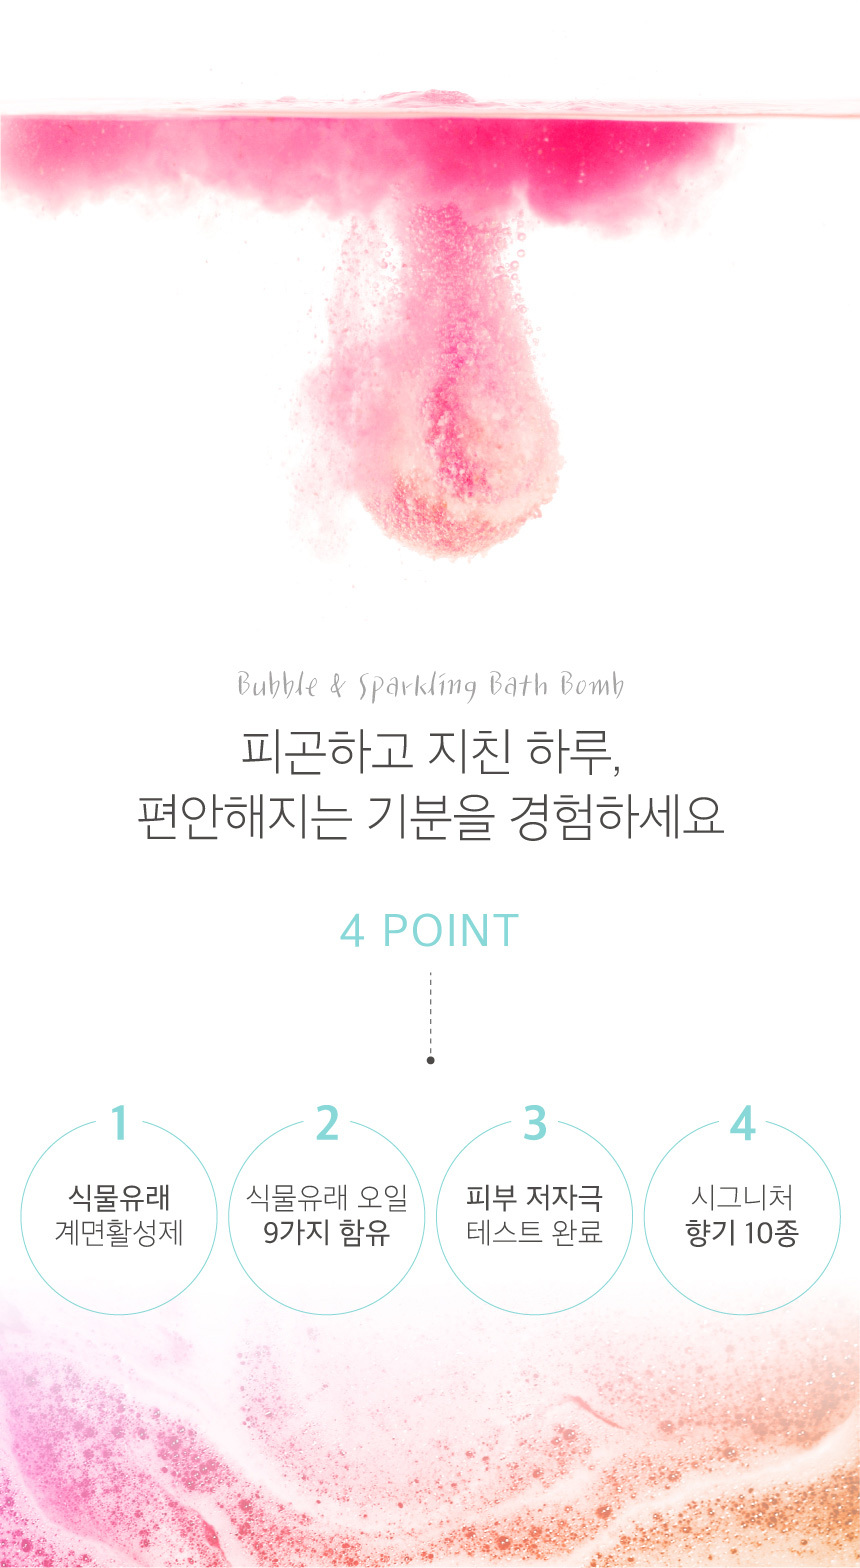 Bubble & Sparkling Bath Bomb
피곤하고 지친 하루,
편안해지는 기분을 경험하세요
4 POINT
1
식물유래
계면활성제
2
식물유래 오일
9가지 함유
3
피부 저자극
테스트 완료
4
시그니처
향기 10종